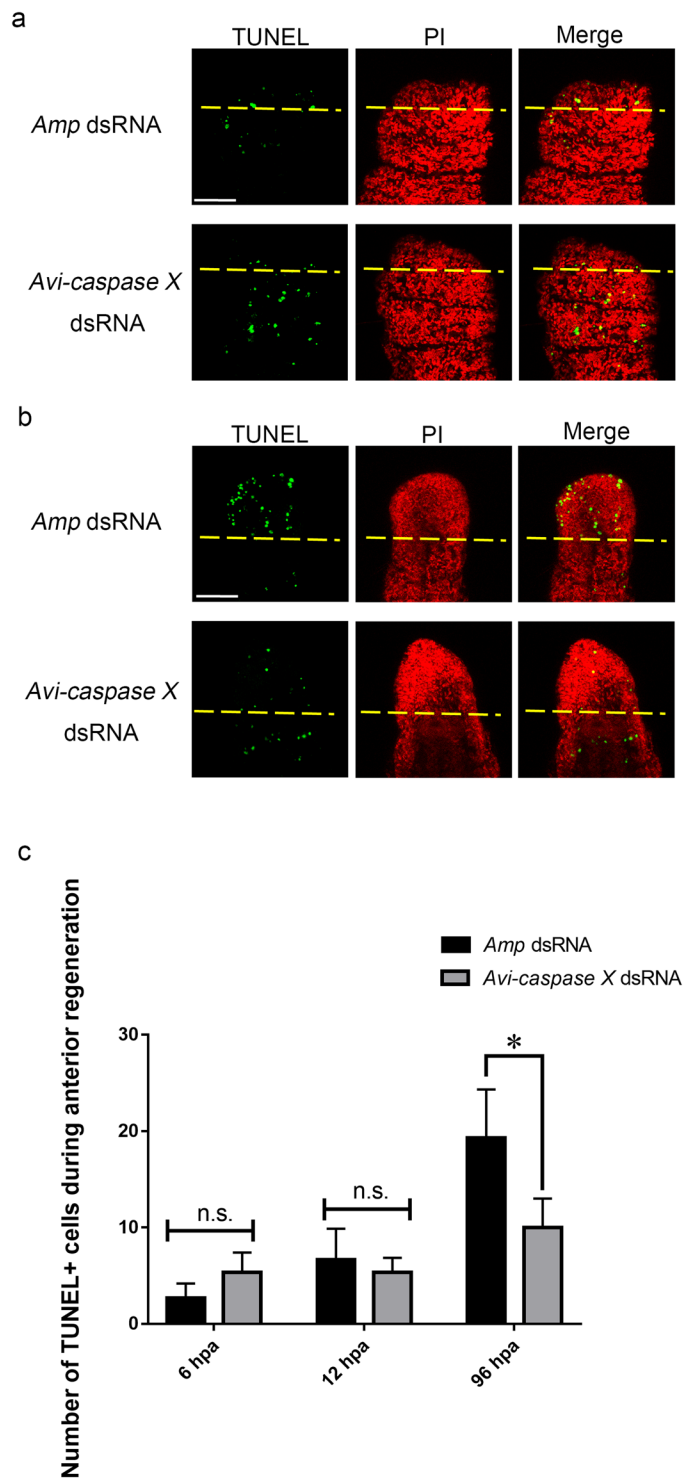 a
TUNEL PI Merge
Amp dsRNA
Avi-caspase X
dsRNA
b
TUNEL PI Merge
Amp dsRNA
Avi-caspase X
dsRNA
c
Number of TUNEL+ cells during anterior regeneration
Amp dsRNA
Avi-caspase X dsRNA
30
20
10
0
n.s.
n.s.
*
6 hpa
12 hpa
96 hpa